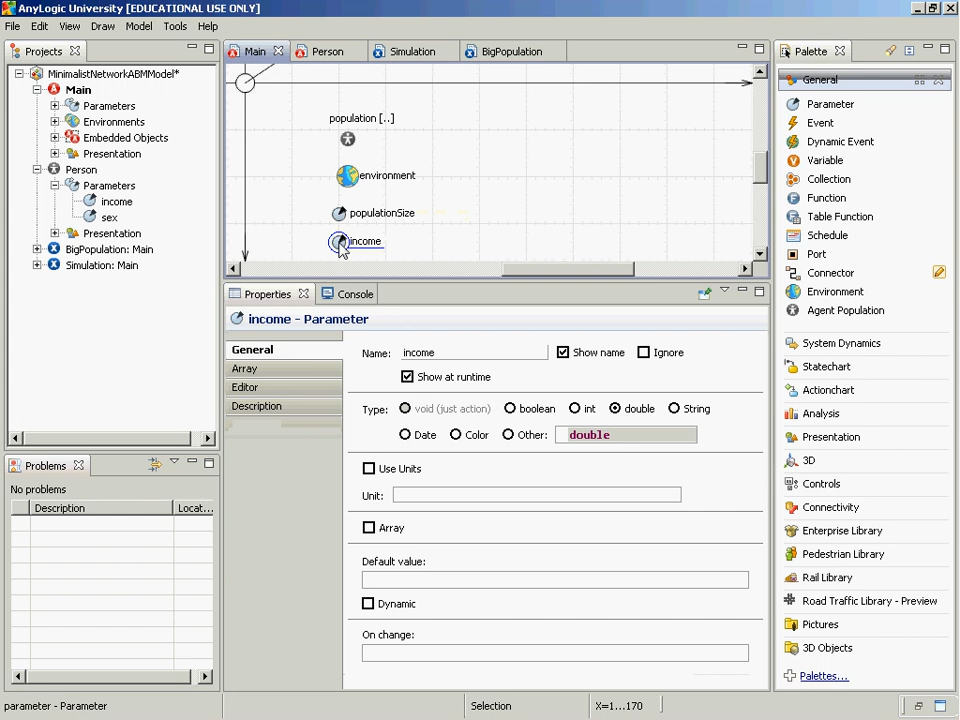 AnyLogic University [EDUCATIONAL USE ONLY]
File Edit View Draw Model Tools Help
Projects
MinimalistNetworkABMModel*
Main
Parameters
Environments
Embedded Objects
Presentation
Person
Parameters
income
sex
Presentation
BigPopulation: Main
Simulation: Main
Problems
No problems
Description Locat...
Main Person Simulation BigPopulation
population [..]
environment
populationSize
income
Properties Console
income - Parameter
General
Array
Editor
Description
Name: income Show name Ignore
Show at runtime
Type: void (just action) boolean int double String
Date Color Other: double
Use Units
Unit:
Array
Default value:
Dynamic
On change:
Palette
General
Parameter
Event
Dynamic Event
Variable
Collection
Function
Table Function
Schedule
Port
Connector
Environment
Agent Population
System Dynamics
Statechart
Actionchart
Analysis
Presentation
3D
Controls
Connectivity
Enterprise Library
Pedestrian Library
Rail Library
Road Traffic Library - Preview
Pictures
3D Objects
Palettes...
parameter - Parameter Selection X=1...170